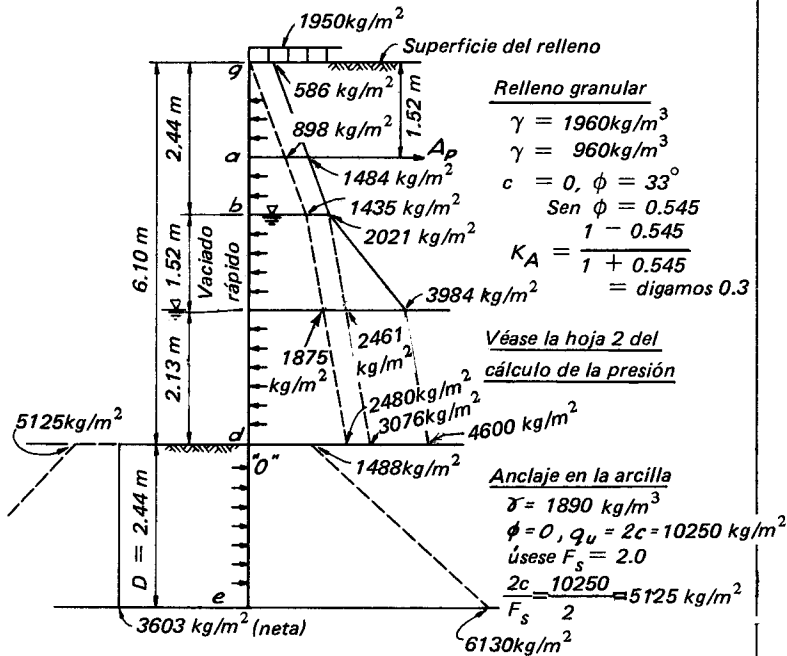 1950kg/m²
Superficie del relleno
g
586 kg/m²
1.52 m
2,44 m
898 kg/m²
a
A_p
1484 kg/m²
b
1435 kg/m²
2021 kg/m²
6.10 m
1.52 m
Vaciado
rápido
3984 kg/m²
2461
kg/m²
1875
kg/m²
2.13 m
2480kg/m²
3076kg/m²
4600 kg/m²
5125kg/m²
d
"O"
1488kg/m²
D = 2.44 m
e
3603 kg/m² (neta)
6130kg/m²
Relleno granular
γ = 1960kg/m³
γ = 960kg/m³
c = 0, ϕ = 33°
Sen ϕ = 0.545
K_A = (1 − 0.545)/(1 + 0.545)
= digamos 0.3
Véase la hoja 2 del
cálculo de la presión
Anclaje en la arcilla
γ = 1890 kg/m³
ϕ = 0, q_u = 2c = 10250 kg/m²
úsese F_s = 2.0
2c/F_s = 10250/2 = 5125 kg/m²